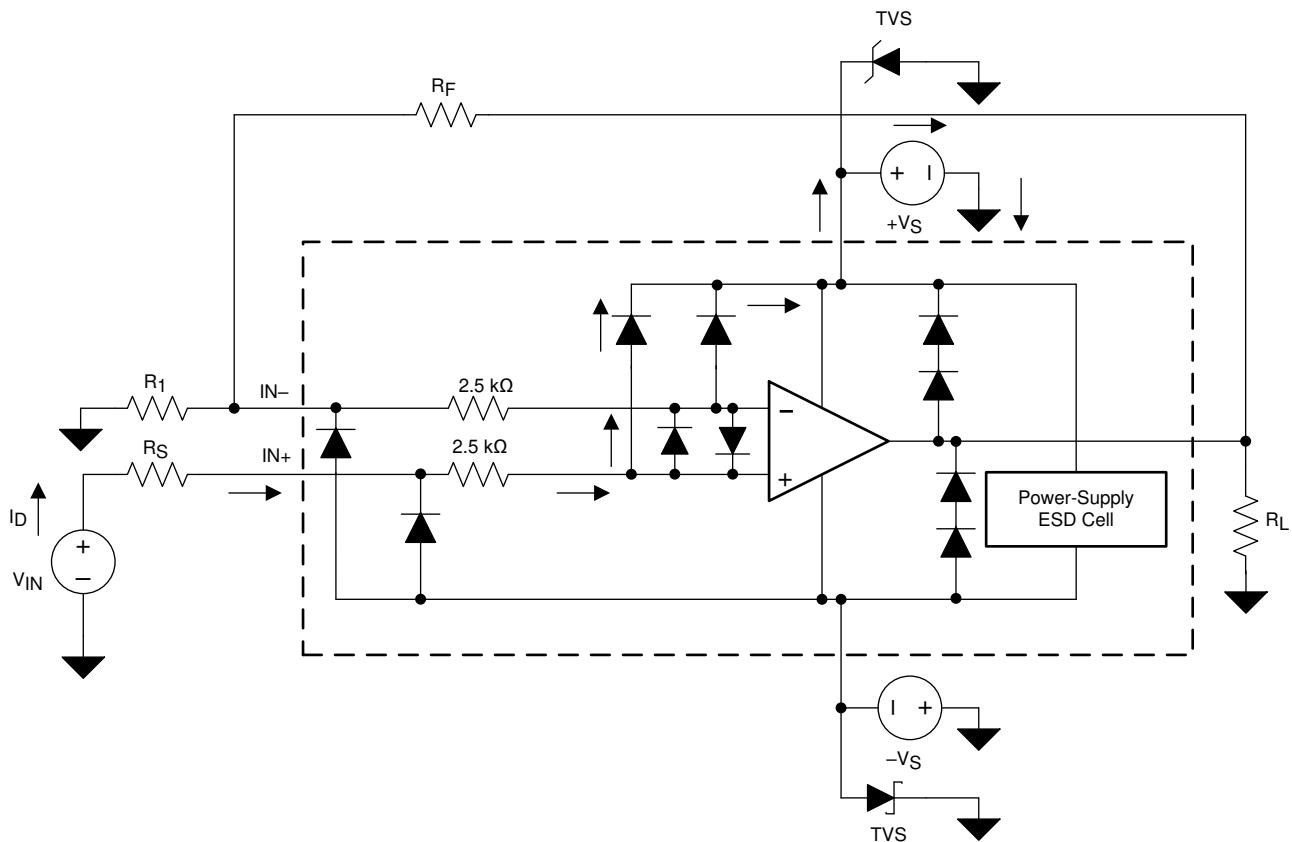 TVS
RF
+ –
+VS
R1
IN–
2.5 kΩ
–
RS
IN+
2.5 kΩ
+
ID
+
–
VIN
Power-Supply
ESD Cell
RL
– +
–VS
TVS